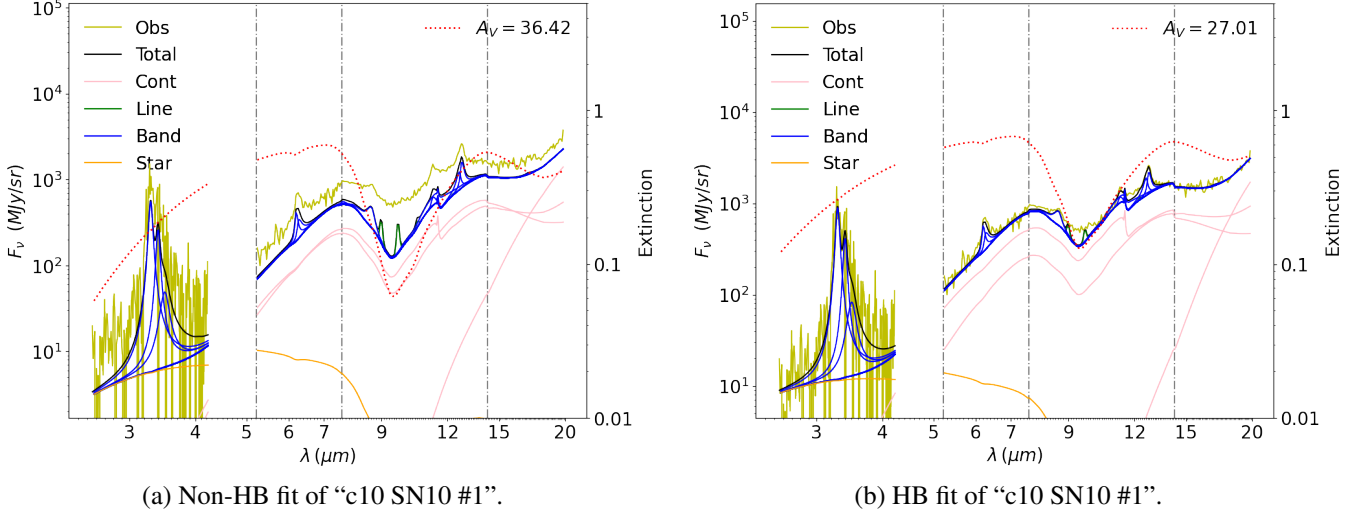 Obs
Total
Cont
Line
Band
Star
A_V = 36.42
10^5
10^4
10^3
10^2
10^1
F_ν (MJy/sr)
1
0.1
0.01
Extinction
3 4 5 6 7 9 12 15 20
λ (μm)
(a) Non-HB fit of “c10 SN10 #1”.
Obs
Total
Cont
Line
Band
Star
A_V = 27.01
10^5
10^4
10^3
10^2
10^1
F_ν (MJy/sr)
1
0.1
0.01
Extinction
3 4 5 6 7 9 12 15 20
λ (μm)
(b) HB fit of “c10 SN10 #1”.